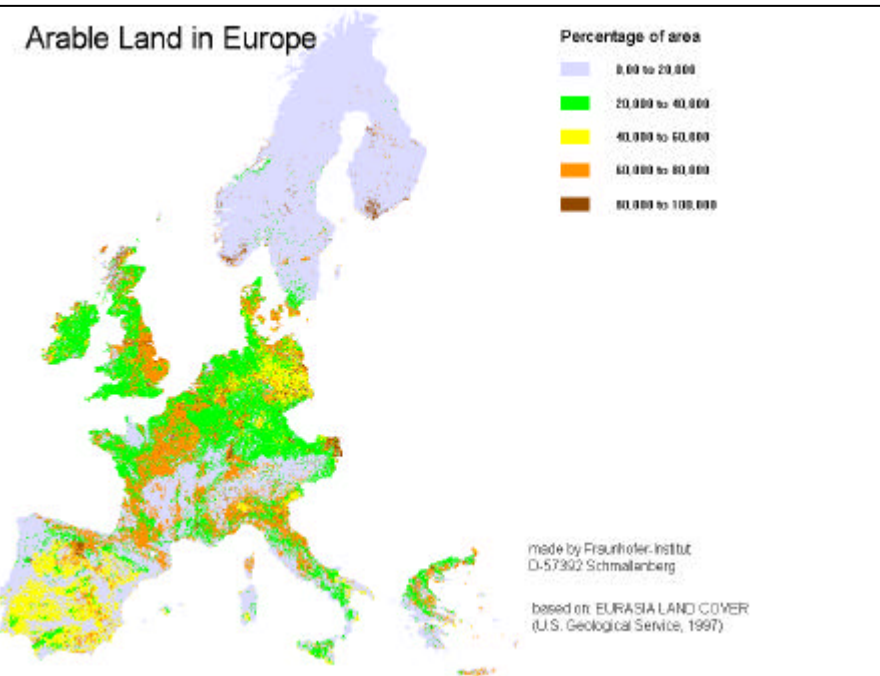 Arable Land in Europe
Percentage of area
0,00 to 20,000
20,000 to 40,000
40,000 to 60,000
60,000 to 80,000
80,000 to 100,000
made by Fraunhofer-Institut
D-57392 Schmallenberg
based on: EURASIA LAND COVER
(U.S. Geological Service, 1997)